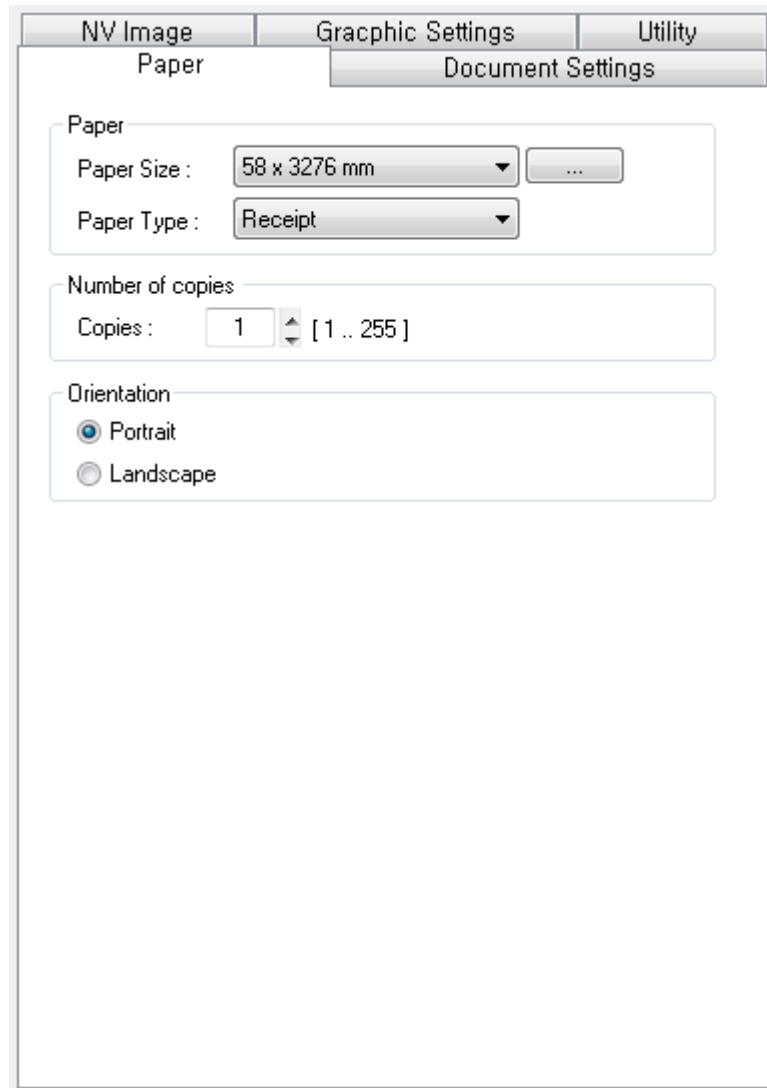 NV Image Gracphic Settings Utility
Paper Document Settings
Paper
Paper Size : 58 x 3276 mm ...
Paper Type : Receipt
Number of copies
Copies : 1 [ 1 .. 255 ]
Orientation
Portrait
Landscape